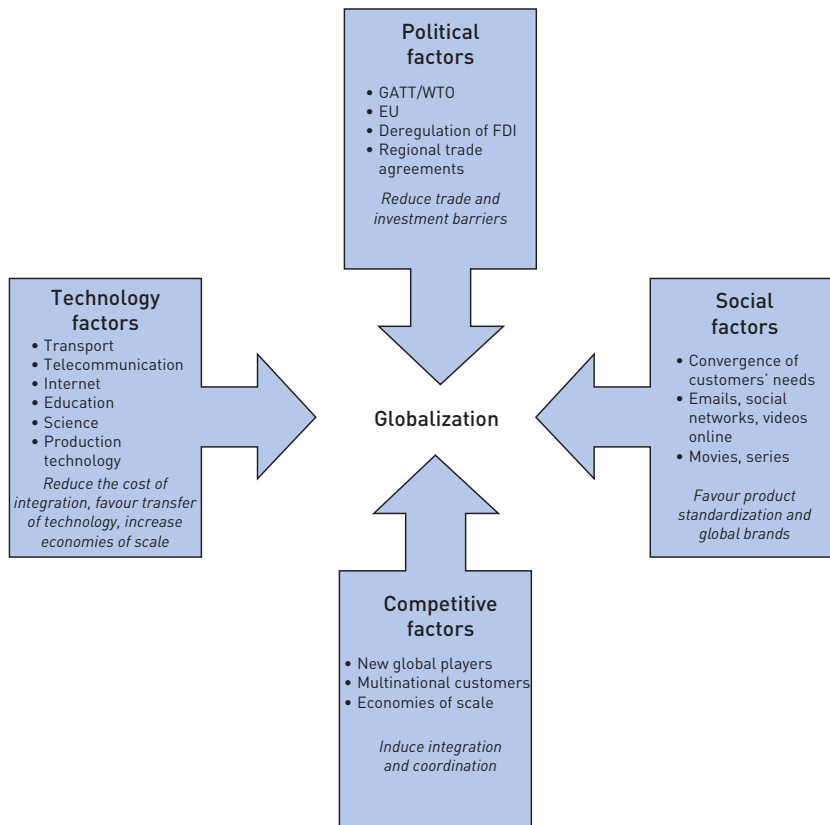 Political
factors
• GATT/WTO
• EU
• Deregulation of FDI
• Regional trade
agreements
Reduce trade and
investment barriers
Technology
factors
• Transport
• Telecommunication
• Internet
• Education
• Science
• Production
technology
Reduce the cost of
integration, favour transfer
of technology, increase
economies of scale
Globalization
Social
factors
• Convergence of
customers’ needs
• Emails, social
networks, videos
online
• Movies, series
Favour product
standardization and
global brands
Competitive
factors
• New global players
• Multinational customers
• Economies of scale
Induce integration
and coordination